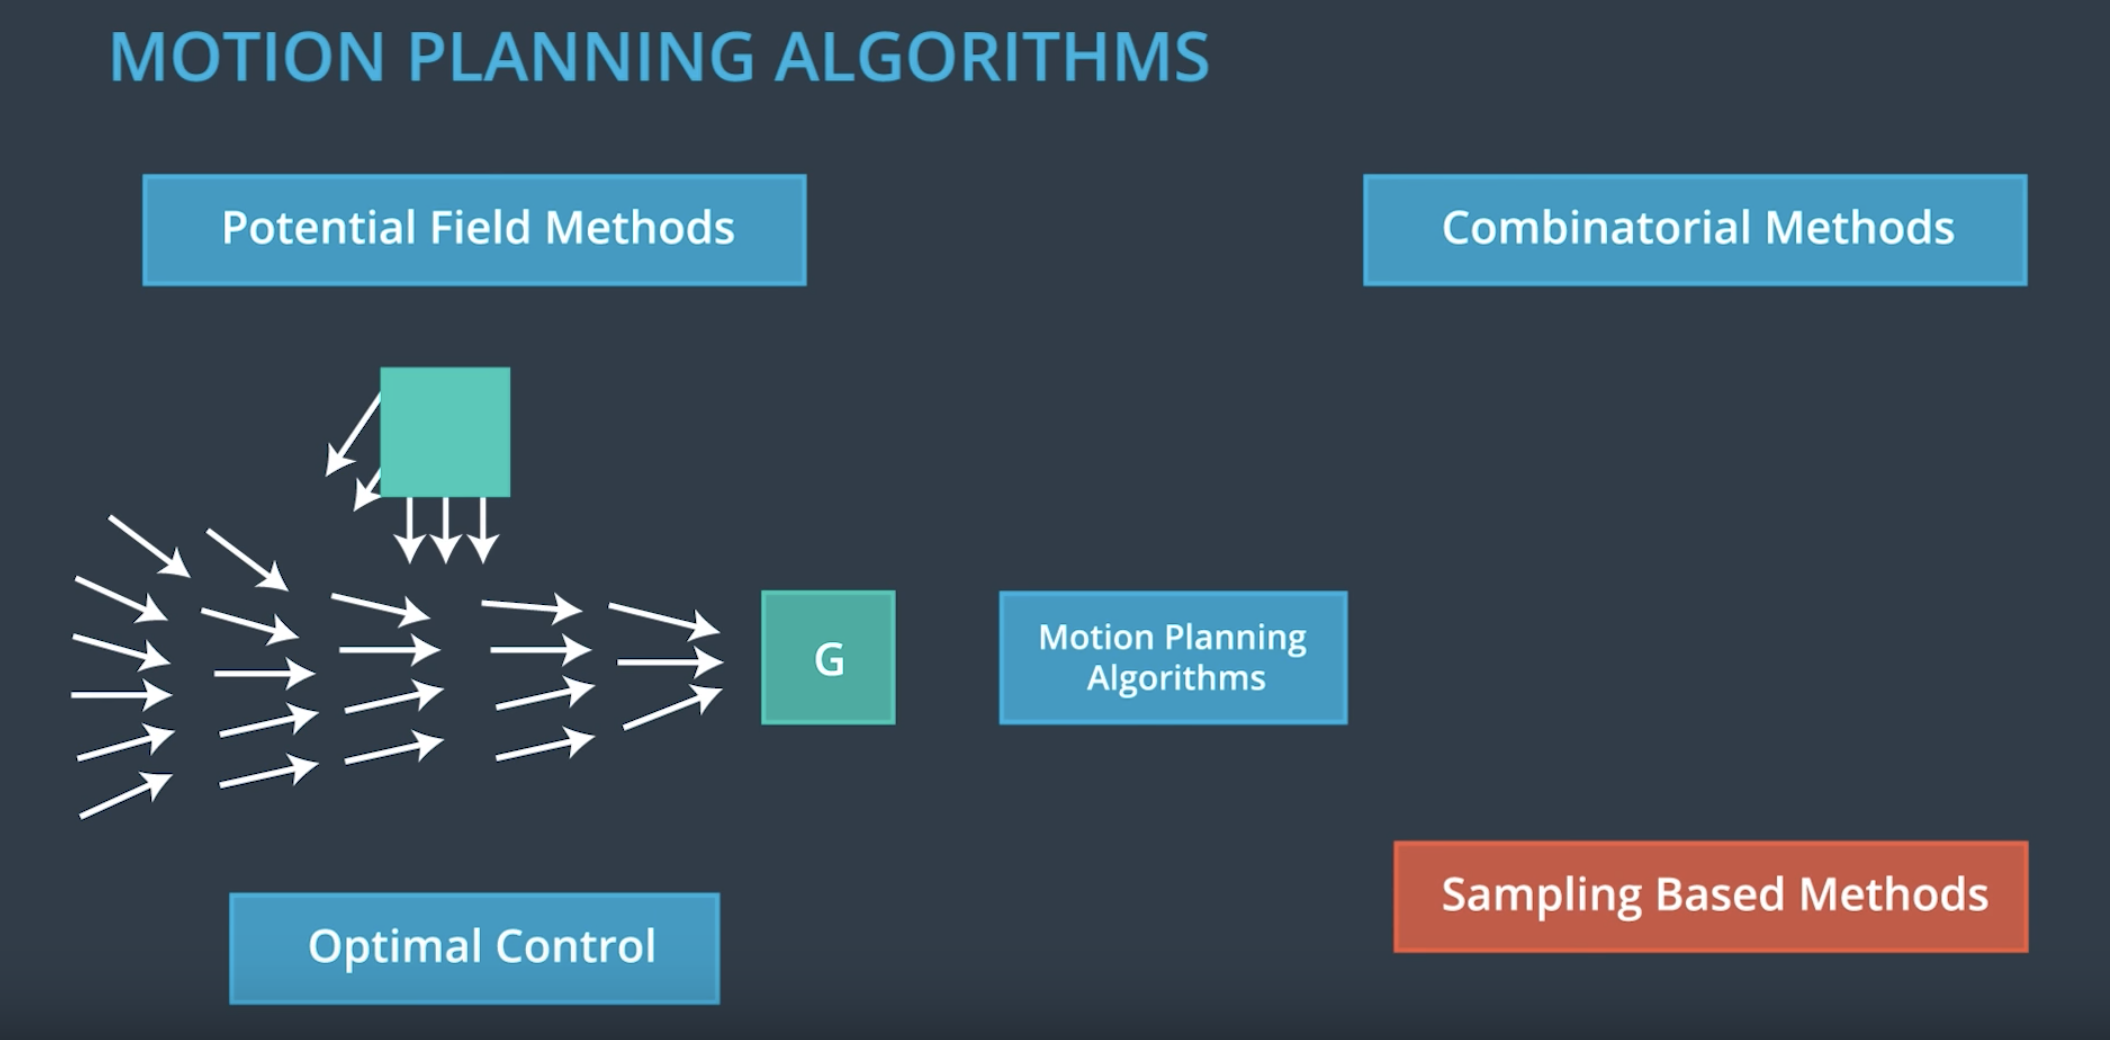 MOTION PLANNING ALGORITHMS
Potential Field Methods
Combinatorial Methods
G
Motion Planning
Algorithms
Sampling Based Methods
Optimal Control